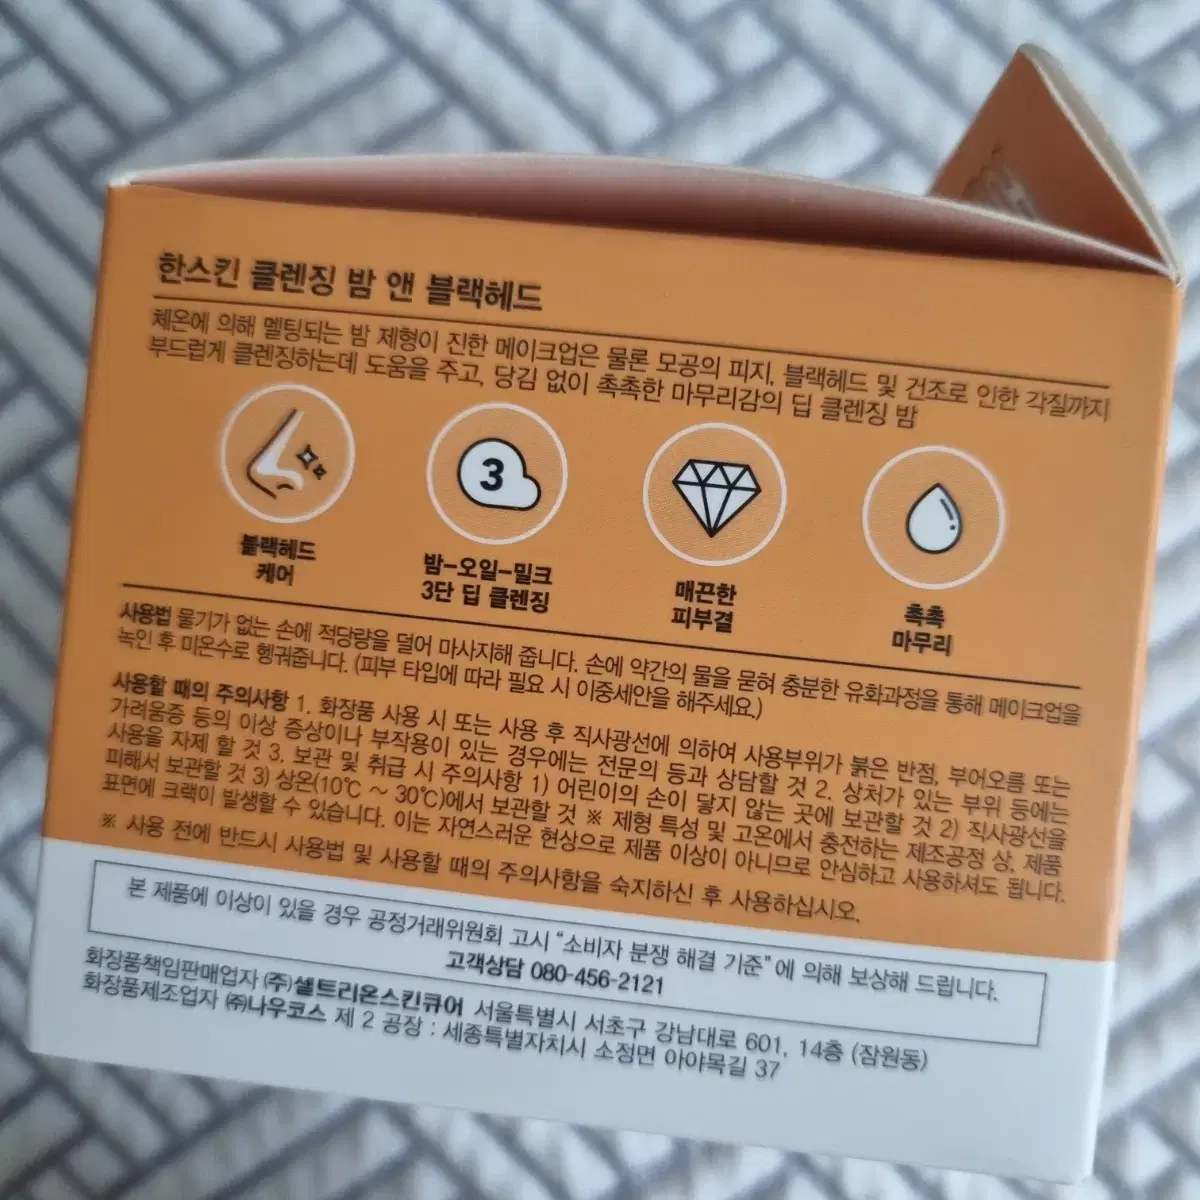 한스킨 클렌징 밤 앤 블랙헤드
체온에 의해 멜팅되는 밤 제형이 진한 메이크업은 물론 모공의 피지, 블랙헤드 및 건조로 인한 각질까지
부드럽게 클렌징하는데 도움을 주고, 당김 없이 촉촉한 마무리감의 딥 클렌징 밤
3
블랙헤드
케어
밤-오일-밀크
3단 딥 클렌징
매끈한
피부결
촉촉
마무리
사용법 물기가 없는 손에 적당량을 덜어 마사지해 줍니다. 손에 약간의 물을 묻혀 충분한 유화과정을 통해 메이크업을
녹인 후 미온수로 헹궈줍니다. (피부 타입에 따라 필요 시 이중세안을 해주세요.)
사용할 때의 주의사항 1. 화장품 사용 시 또는 사용 후 직사광선에 의하여 사용부위가 붉은 반점, 부어오름 또는
가려움증 등의 이상 증상이나 부작용이 있는 경우에는 전문의 등과 상담할 것 2. 상처가 있는 부위 등에는
사용을 자제 할 것 3. 보관 및 취급 시 주의사항 1) 어린이의 손이 닿지 않는 곳에 보관할 것 2) 직사광선을
피해서 보관할 것 3) 상온(10℃ ~ 30℃)에서 보관할 것 ※ 제형 특성 및 고온에서 충전하는 제조공정 상, 제품
표면에 크랙이 발생할 수 있습니다. 이는 자연스러운 현상으로 제품 이상이 아니므로 안심하고 사용하셔도 됩니다.
※ 사용 전에 반드시 사용법 및 사용할 때의 주의사항을 숙지하신 후 사용하십시오.
본 제품에 이상이 있을 경우 공정거래위원회 고시 "소비자 분쟁 해결 기준"에 의해 보상해 드립니다.
고객상담 080-456-2121
화장품책임판매업자 (주)셀트리온스킨큐어 서울특별시 서초구 강남대로 601, 14층 (잠원동)
화장품제조업자 ㈜나우코스 제 2 공장 : 세종특별자치시 소정면 아야목길 37